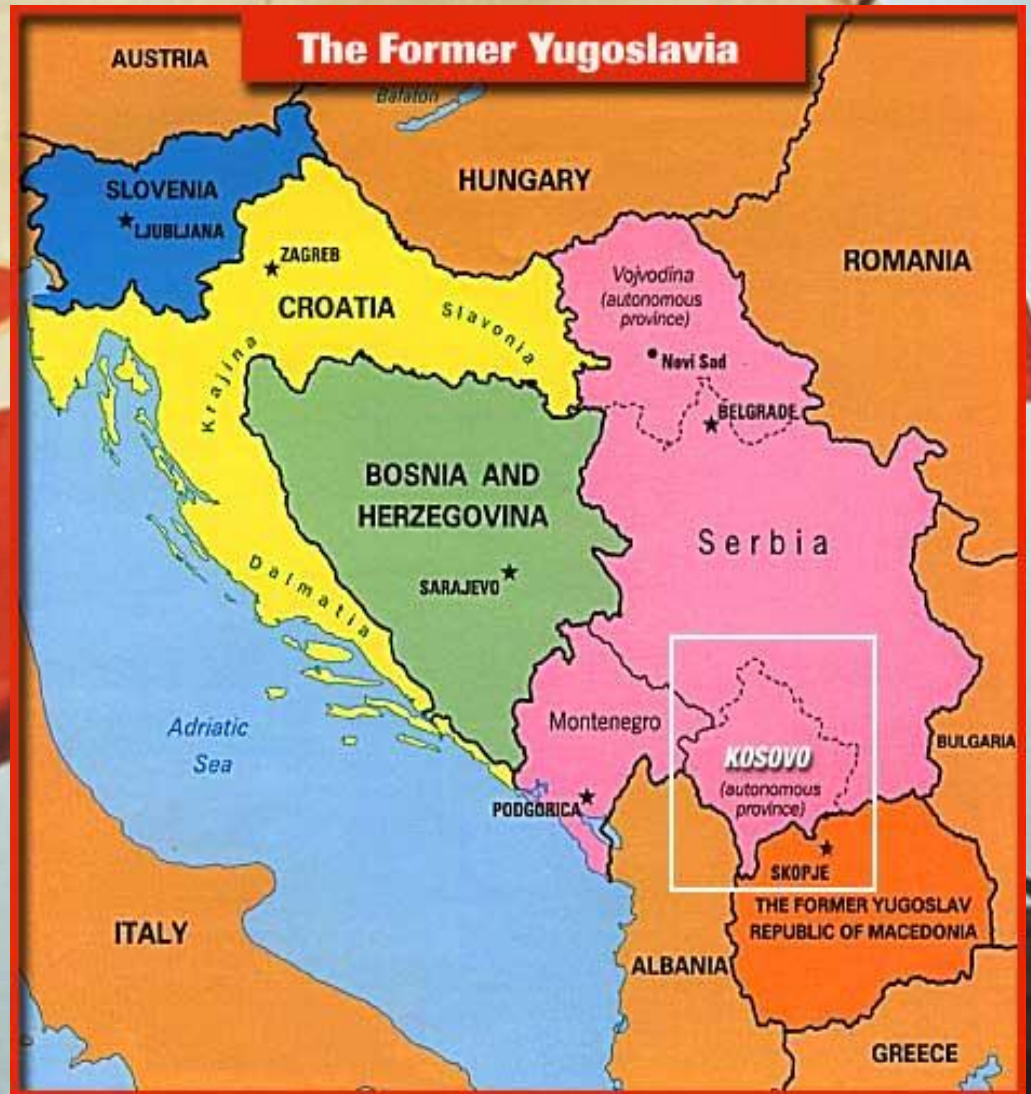 The Former Yugoslavia
AUSTRIA
Balaton
HUNGARY
SLOVENIA
LJUBLJANA
ZAGREB
CROATIA
Slavonia
Krajina
Vojvodina
(autonomous
province)
Novi Sad
ROMANIA
BELGRADE
BOSNIA AND
HERZEGOVINA
SARAJEVO
Serbia
Dalmatia
Adriatic
Sea
Montenegro
PODGORICA
KOSOVO
(autonomous
province)
BULGARIA
SKOPJE
THE FORMER YUGOSLAV
REPUBLIC OF MACEDONIA
ITALY
ALBANIA
GREECE